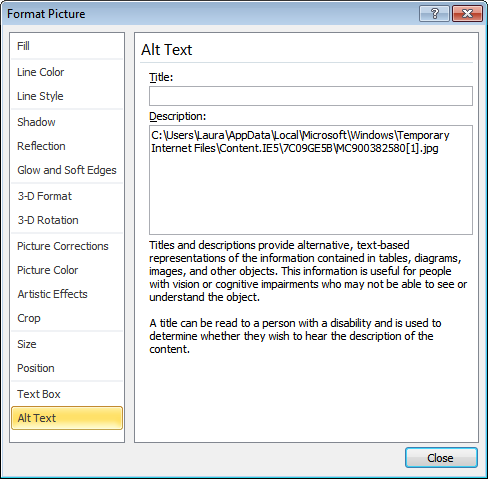 Format Picture
Fill
Line Color
Line Style
Shadow
Reflection
Glow and Soft Edges
3-D Format
3-D Rotation
Picture Corrections
Picture Color
Artistic Effects
Crop
Size
Position
Text Box
Alt Text
Alt Text
Title:
Description:
C:\Users\Laura\AppData\Local\Microsoft\Windows\Temporary
Internet Files\Content.IE5\7C09GE5B\MC900382580[1].jpg
Titles and descriptions provide alternative, text-based
representations of the information contained in tables, diagrams,
images, and other objects. This information is useful for people
with vision or cognitive impairments who may not be able to see or
understand the object.
A title can be read to a person with a disability and is used to
determine whether they wish to hear the description of the
content.
Close